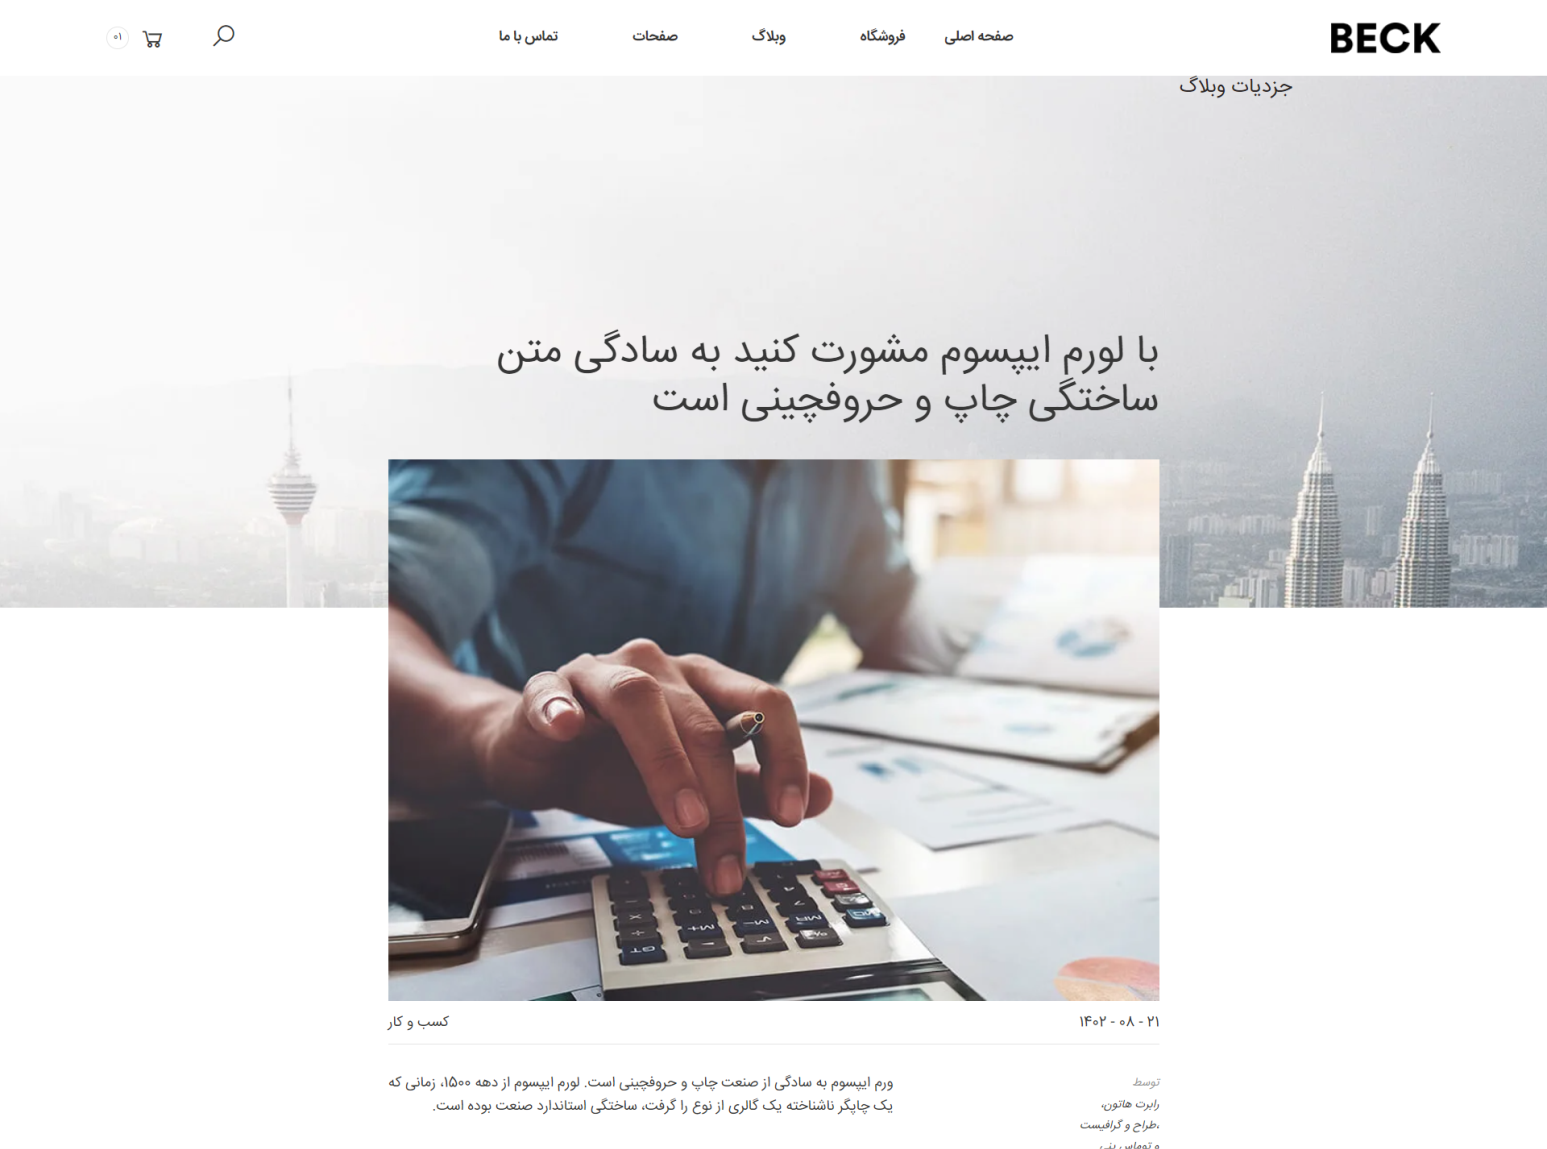 BECK
صفحه اصلی
فروشگاه
وبلاگ
صفحات
تماس با ما
۰۱
جزدیات وبلاگ
با لورم ایپسوم مشورت کنید به سادگی متن
ساختگی چاپ و حروفچینی است
۲۱ - ۰۸ - ۱۴۰۲
کسب و کار
توسط
رابرت هاتون،
،طراح و گرافیست
و توماس ینی
ورم ایپسوم به سادگی از صنعت چاپ و حروفچینی است. لورم ایپسوم از دهه ۱۵۰۰، زمانی که
یک چاپگر ناشناخته یک گالری از نوع را گرفت، ساختگی استاندارد صنعت بوده است.